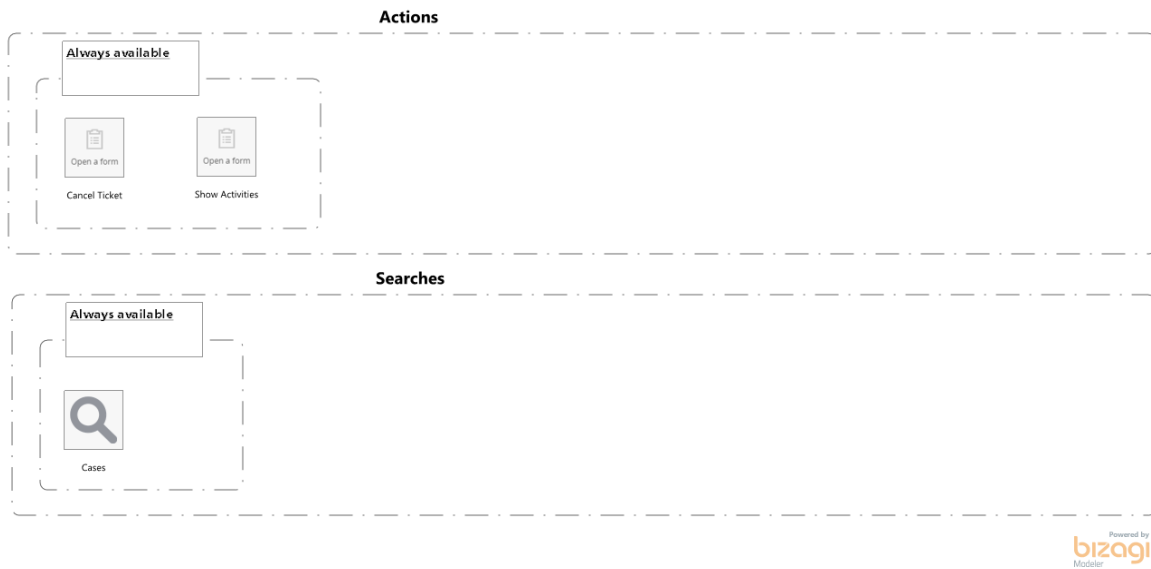 Actions
Always available
Open a form
Open a form
Cancel Ticket
Show Activities
Searches
Always available
Cases
Powered by
bizagi
Modeler